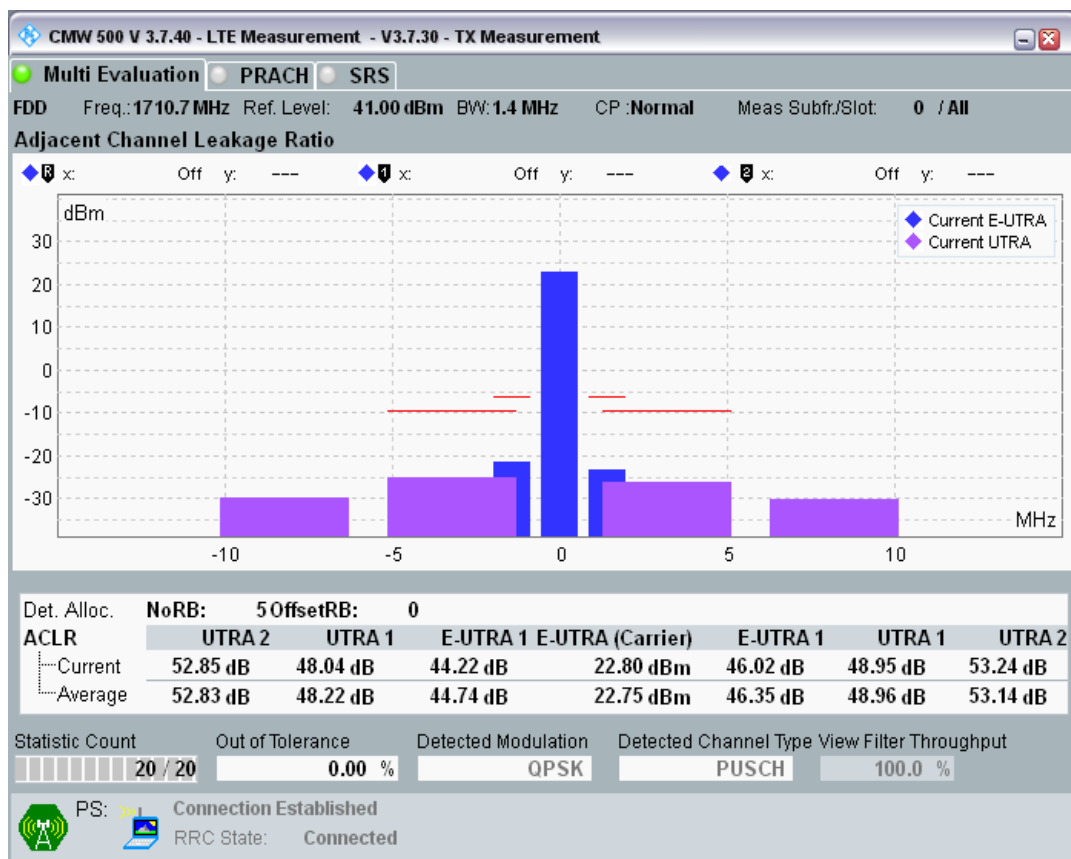 CMW 500 V 3.7.40 - LTE Measurement - V3.7.30 - TX Measurement
Multi Evaluation PRACH SRS
FDD Freq.: 1710.7 MHz Ref. Level: 41.00 dBm BW: 1.4 MHz CP : Normal Meas Subfr./Slot: 0 / All
Adjacent Channel Leakage Ratio
R x: Off y: --- 1 x: Off y: --- 2 x: Off y: ---
dBm
Current E-UTRA
Current UTRA
30
20
10
0
-10
-20
-30
MHz
-10 -5 0 5 10
Det. Alloc. NoRB: 5 OffsetRB: 0
ACLR UTRA 2 UTRA 1 E-UTRA 1 E-UTRA (Carrier) E-UTRA 1 UTRA 1 UTRA 2
Current 52.85 dB 48.04 dB 44.22 dB 22.80 dBm 46.02 dB 48.95 dB 53.24 dB
Average 52.83 dB 48.22 dB 44.74 dB 22.75 dBm 46.35 dB 48.96 dB 53.14 dB
Statistic Count Out of Tolerance Detected Modulation Detected Channel Type View Filter Throughput
20 / 20 0.00 % QPSK PUSCH 100.0 %
PS: Connection Established
RRC State: Connected